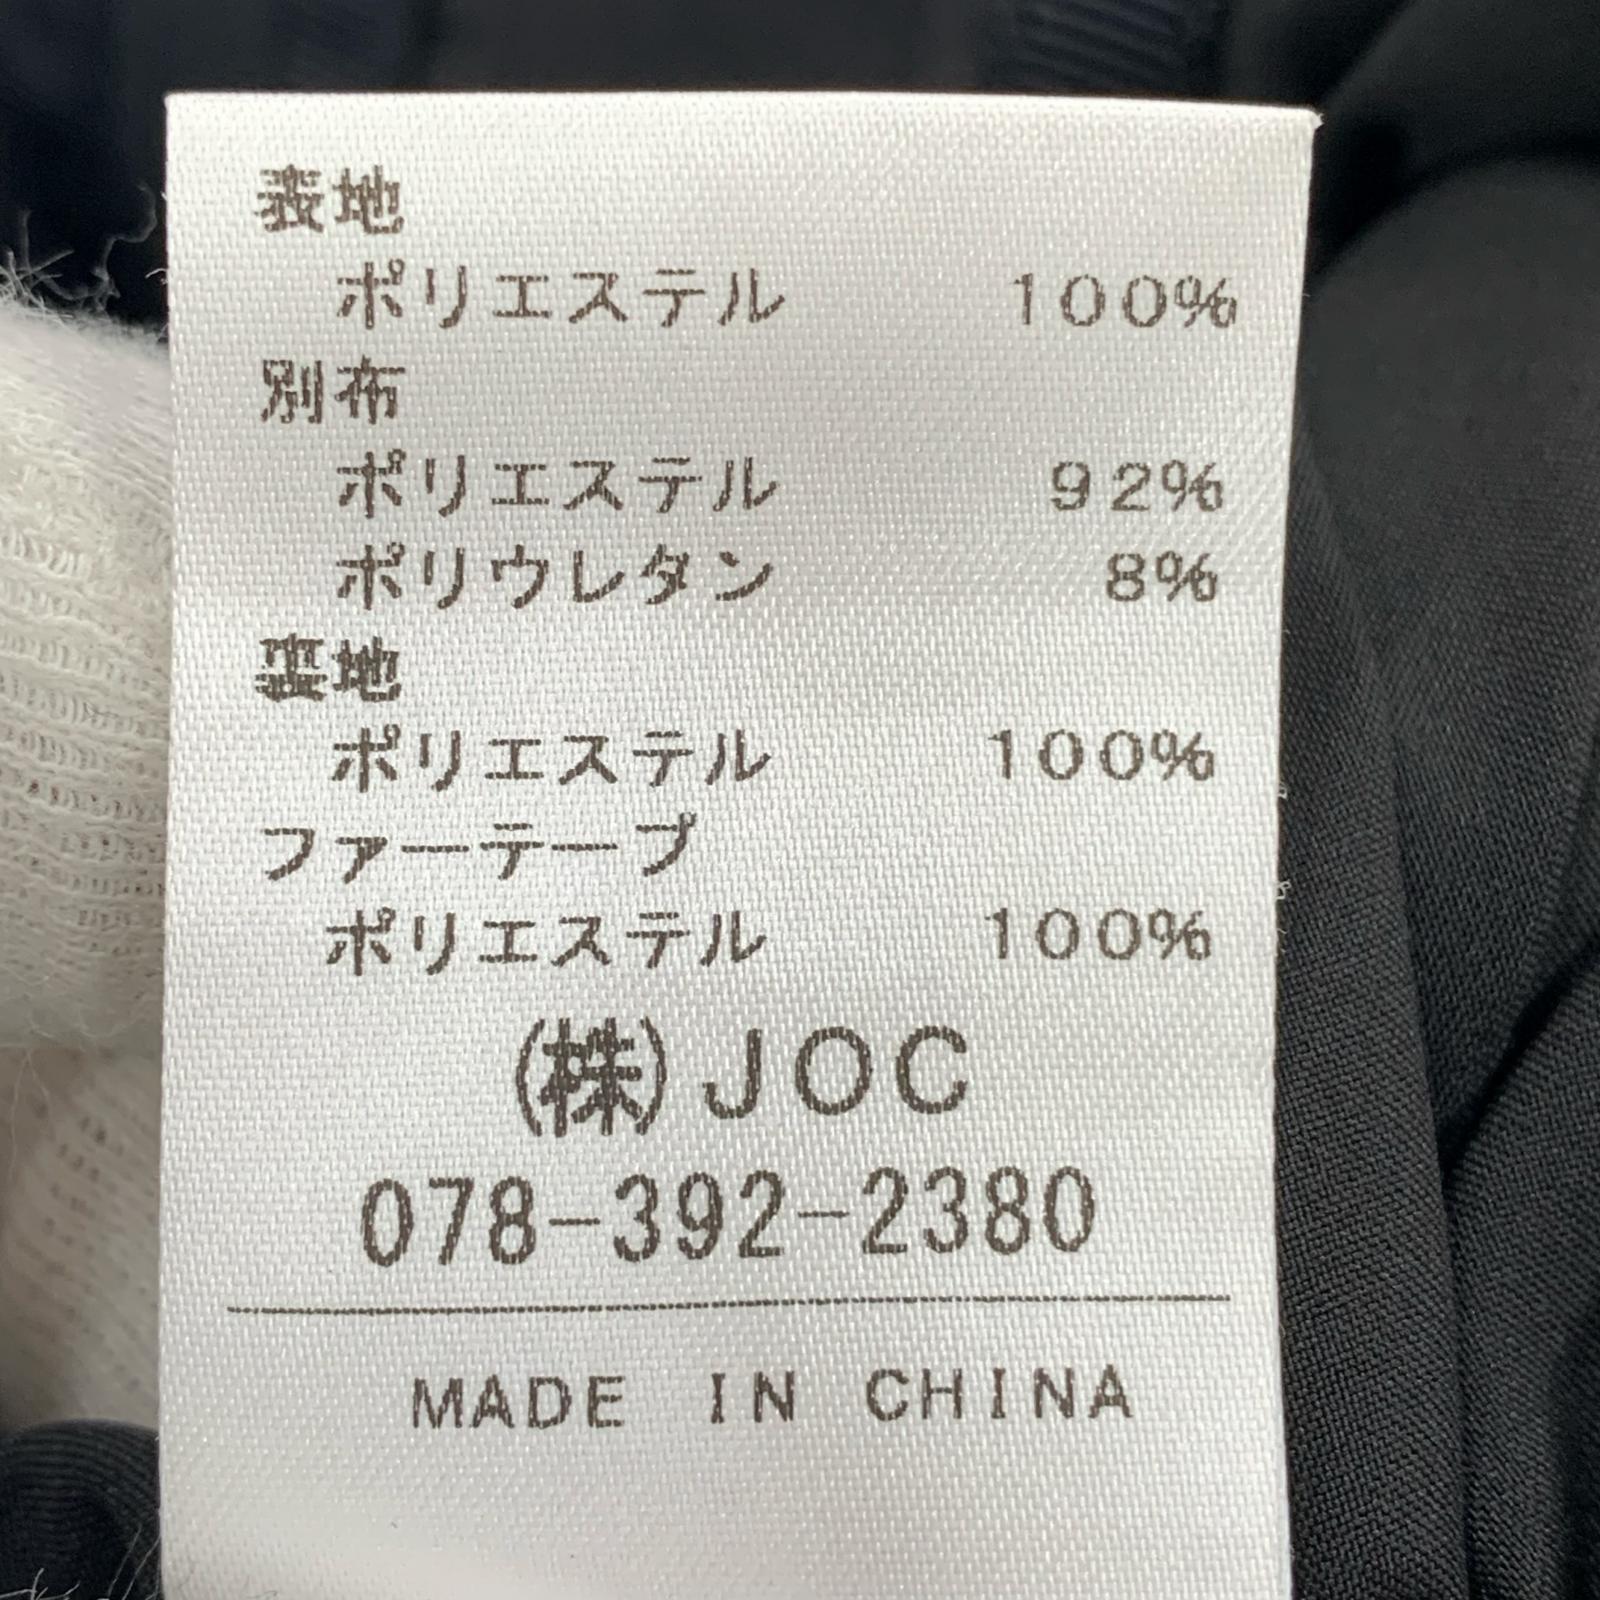 表地
ポリエステル 100%
別布
ポリエステル 92%
ポリウレタン 8%
裏地
ポリエステル 100%
ファーテープ
ポリエステル 100%
(株)JOC
078-392-2380
MADE IN CHINA